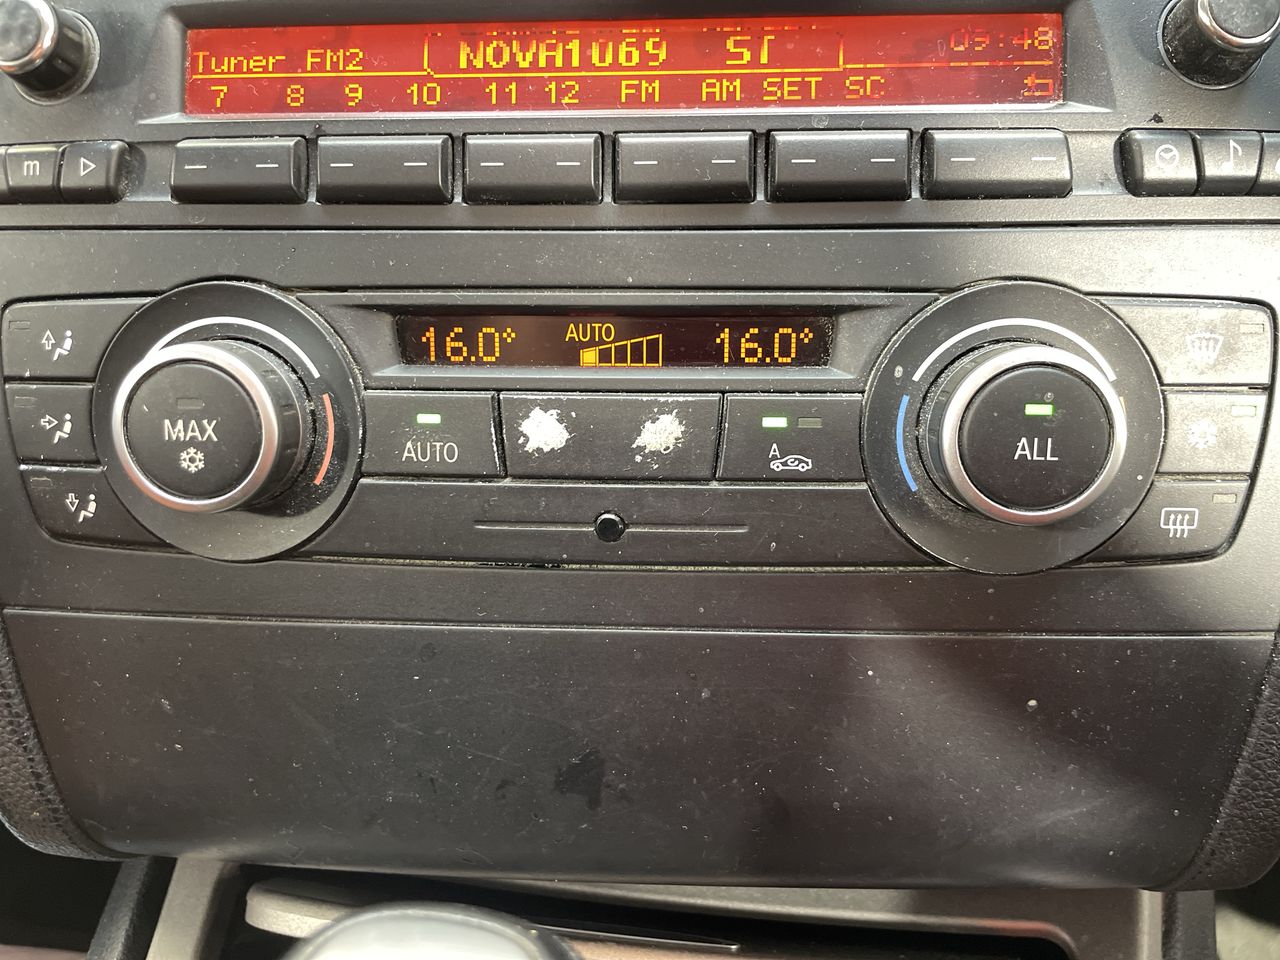 Tuner FM2 NOVA1069 ST 09:48
7 8 9 10 11 12 FM AM SET SC
m
16.0° AUTO 16.0°
MAX
AUTO
A
ALL